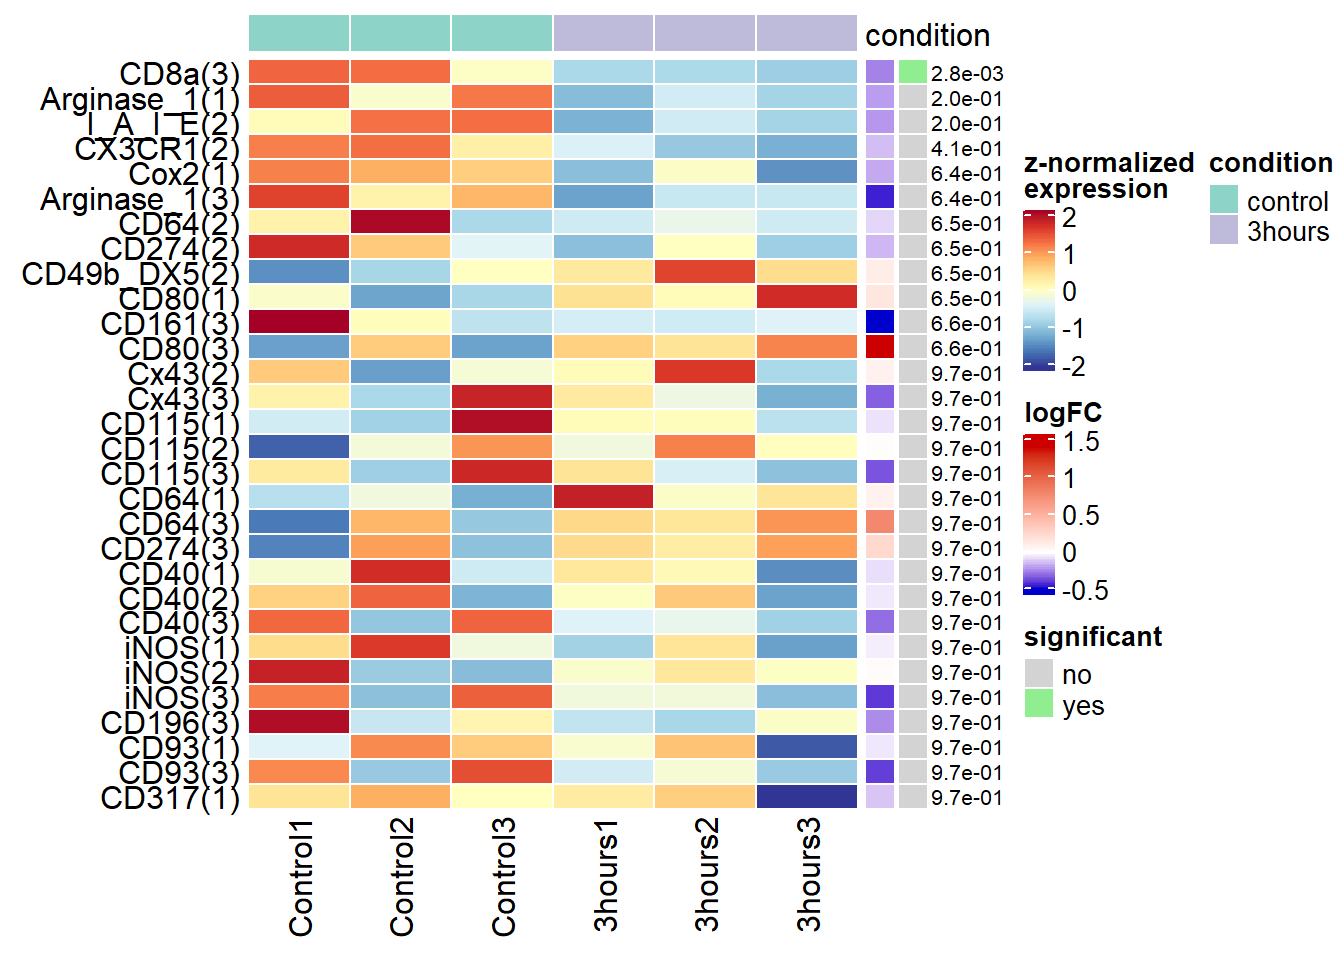 condition
CD8a(3) 2.8e-03
Arginase_1(1) 2.0e-01
I_A_I_E(2) 2.0e-01
CX3CR1(2) 4.1e-01
Cox2(1) 6.4e-01
Arginase_1(3) 6.4e-01
CD64(2) 6.5e-01
CD274(2) 6.5e-01
CD49b_DX5(2) 6.5e-01
CD80(1) 6.5e-01
CD161(3) 6.6e-01
CD80(3) 6.6e-01
Cx43(2) 9.7e-01
Cx43(3) 9.7e-01
CD115(1) 9.7e-01
CD115(2) 9.7e-01
CD115(3) 9.7e-01
CD64(1) 9.7e-01
CD64(3) 9.7e-01
CD274(3) 9.7e-01
CD40(1) 9.7e-01
CD40(2) 9.7e-01
CD40(3) 9.7e-01
iNOS(1) 9.7e-01
iNOS(2) 9.7e-01
iNOS(3) 9.7e-01
CD196(3) 9.7e-01
CD93(1) 9.7e-01
CD93(3) 9.7e-01
CD317(1) 9.7e-01
Control1
Control2
Control3
3hours1
3hours2
3hours3
z-normalized
expression
2
1
0
-1
-2
logFC
1.5
1
0.5
0
-0.5
significant
no
yes
condition
control
3hours